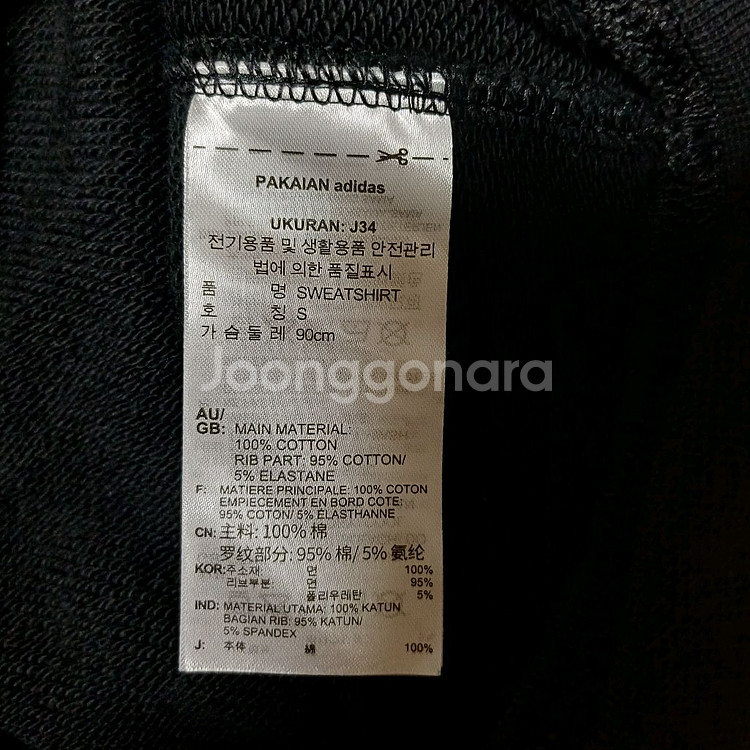 PAKAIAN adidas
UKURAN: J34
전기용품 및 생활용품 안전관리
법에 의한 품질표시
품 명 SWEATSHIRT
호 칭 S
가 슴 둘 레 90cm
Joonggonara
AU/
GB: MAIN MATERIAL:
100% COTTON
RIB PART: 95% COTTON/
5% ELASTANE
F: MATIERE PRINCIPALE: 100% COTON
EMPIECEMENT EN BORD COTE:
95% COTON/ 5% ELASTHANNE
CN: 主料: 100% 棉
罗纹部分: 95% 棉/ 5% 氨纶
KOR: 주소재: 면 100%
리브부분: 면 95%
폴리우레탄 5%
IND: MATERIAL UTAMA: 100% KATUN
BAGIAN RIB: 95% KATUN/
5% SPANDEX
J: 本体 綿 100%